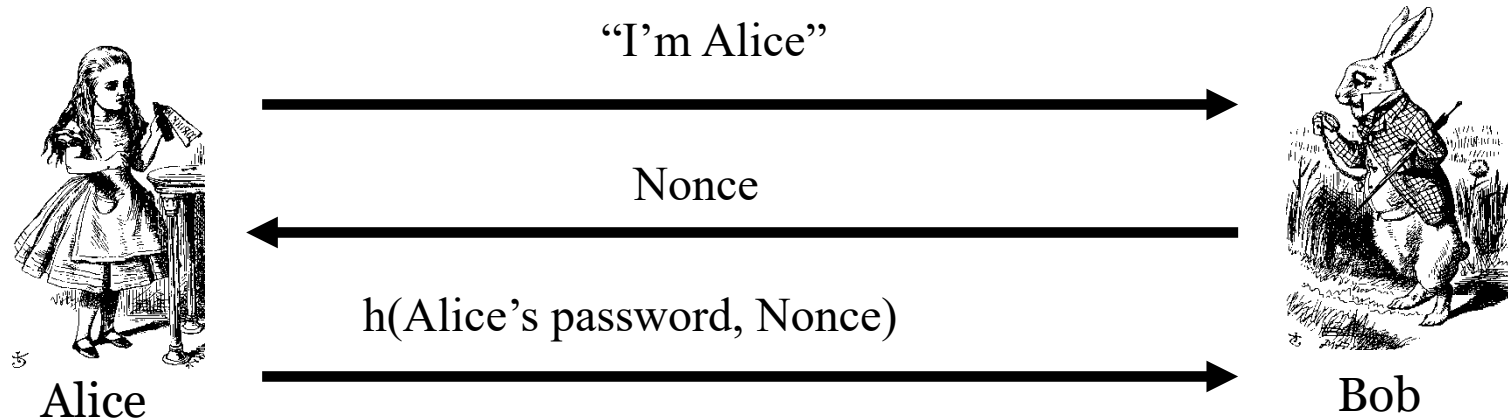 “I’m Alice”
Nonce
h(Alice’s password, Nonce)
Alice
Bob